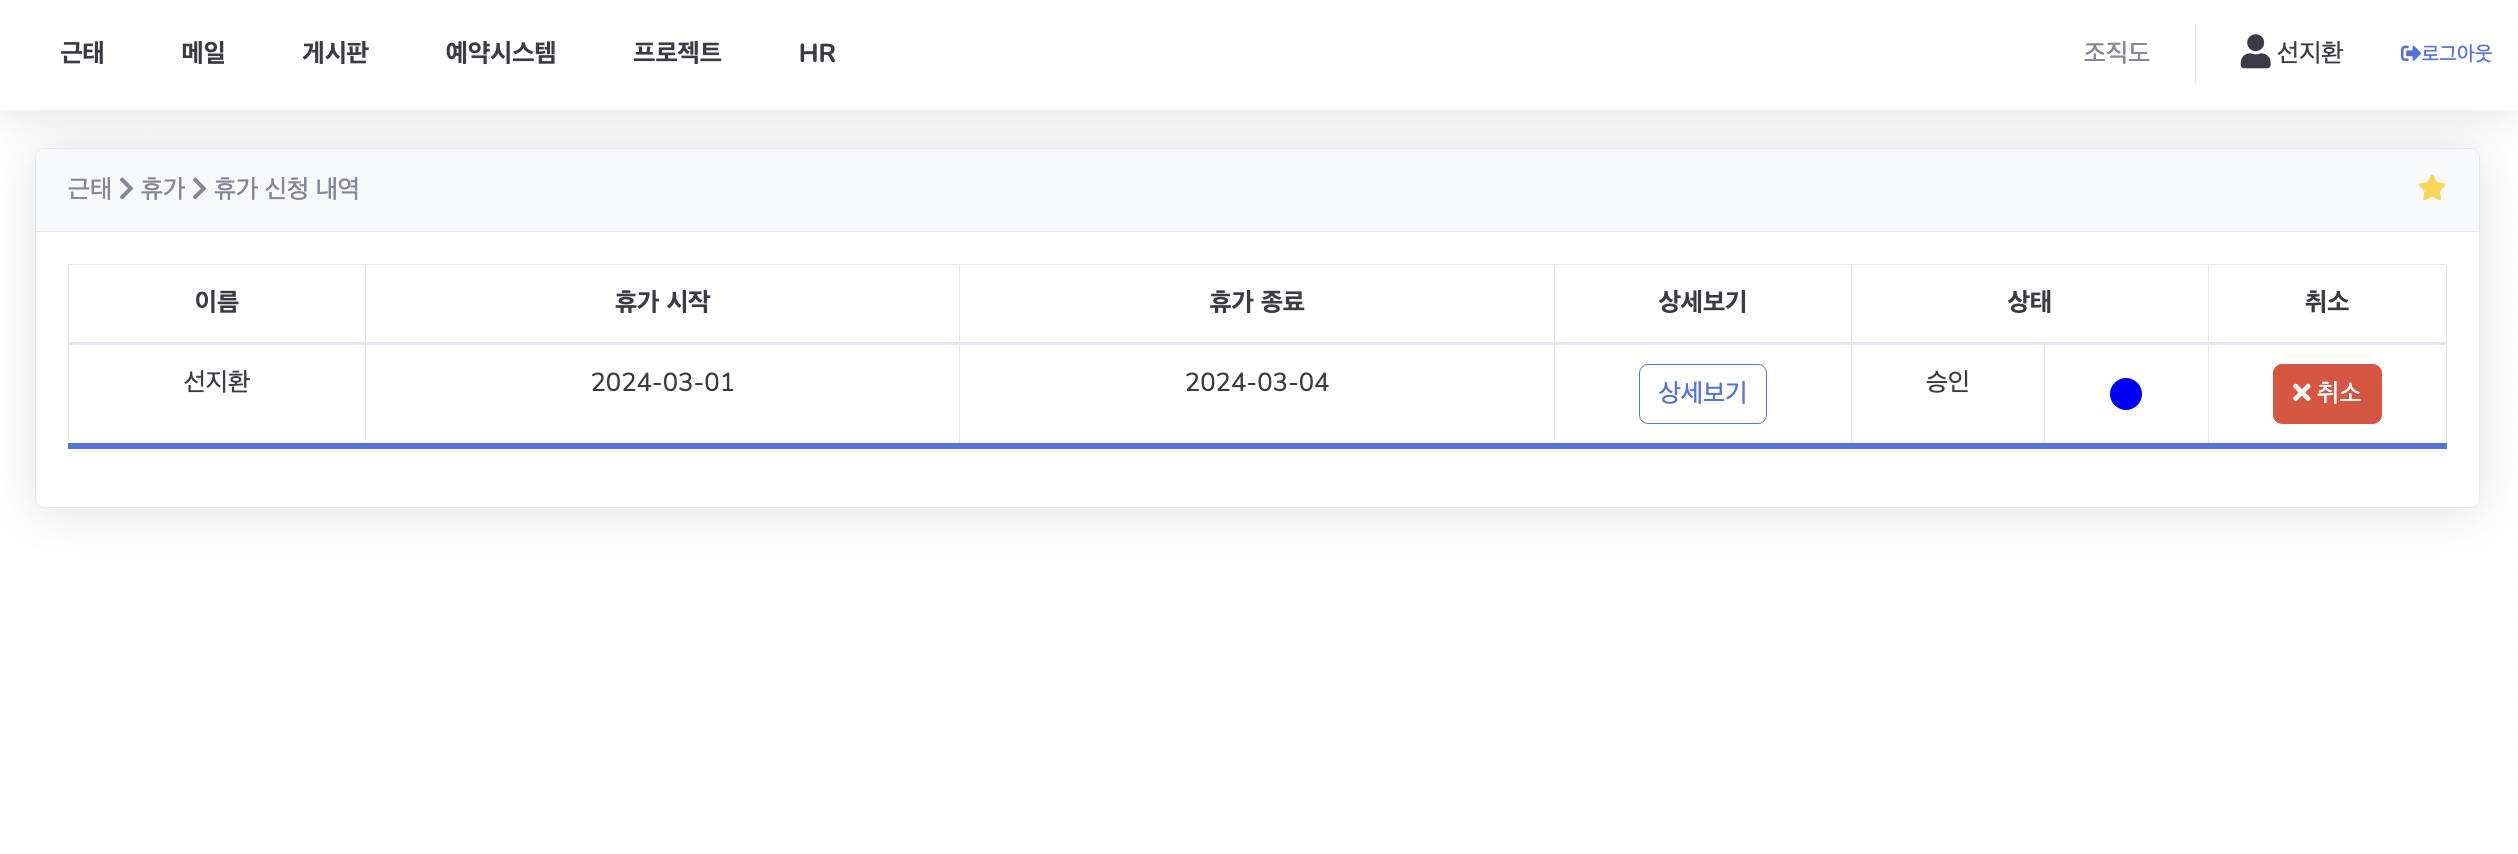 근태 메일 게시판 예약시스템 프로젝트 HR 조직도 선지환 로그아웃
근태 휴가 휴가 신청 내역
이름 휴가 시작 휴가 종료 상세보기 상태 취소
선지환 2024-03-01 2024-03-04 상세보기 승인 취소